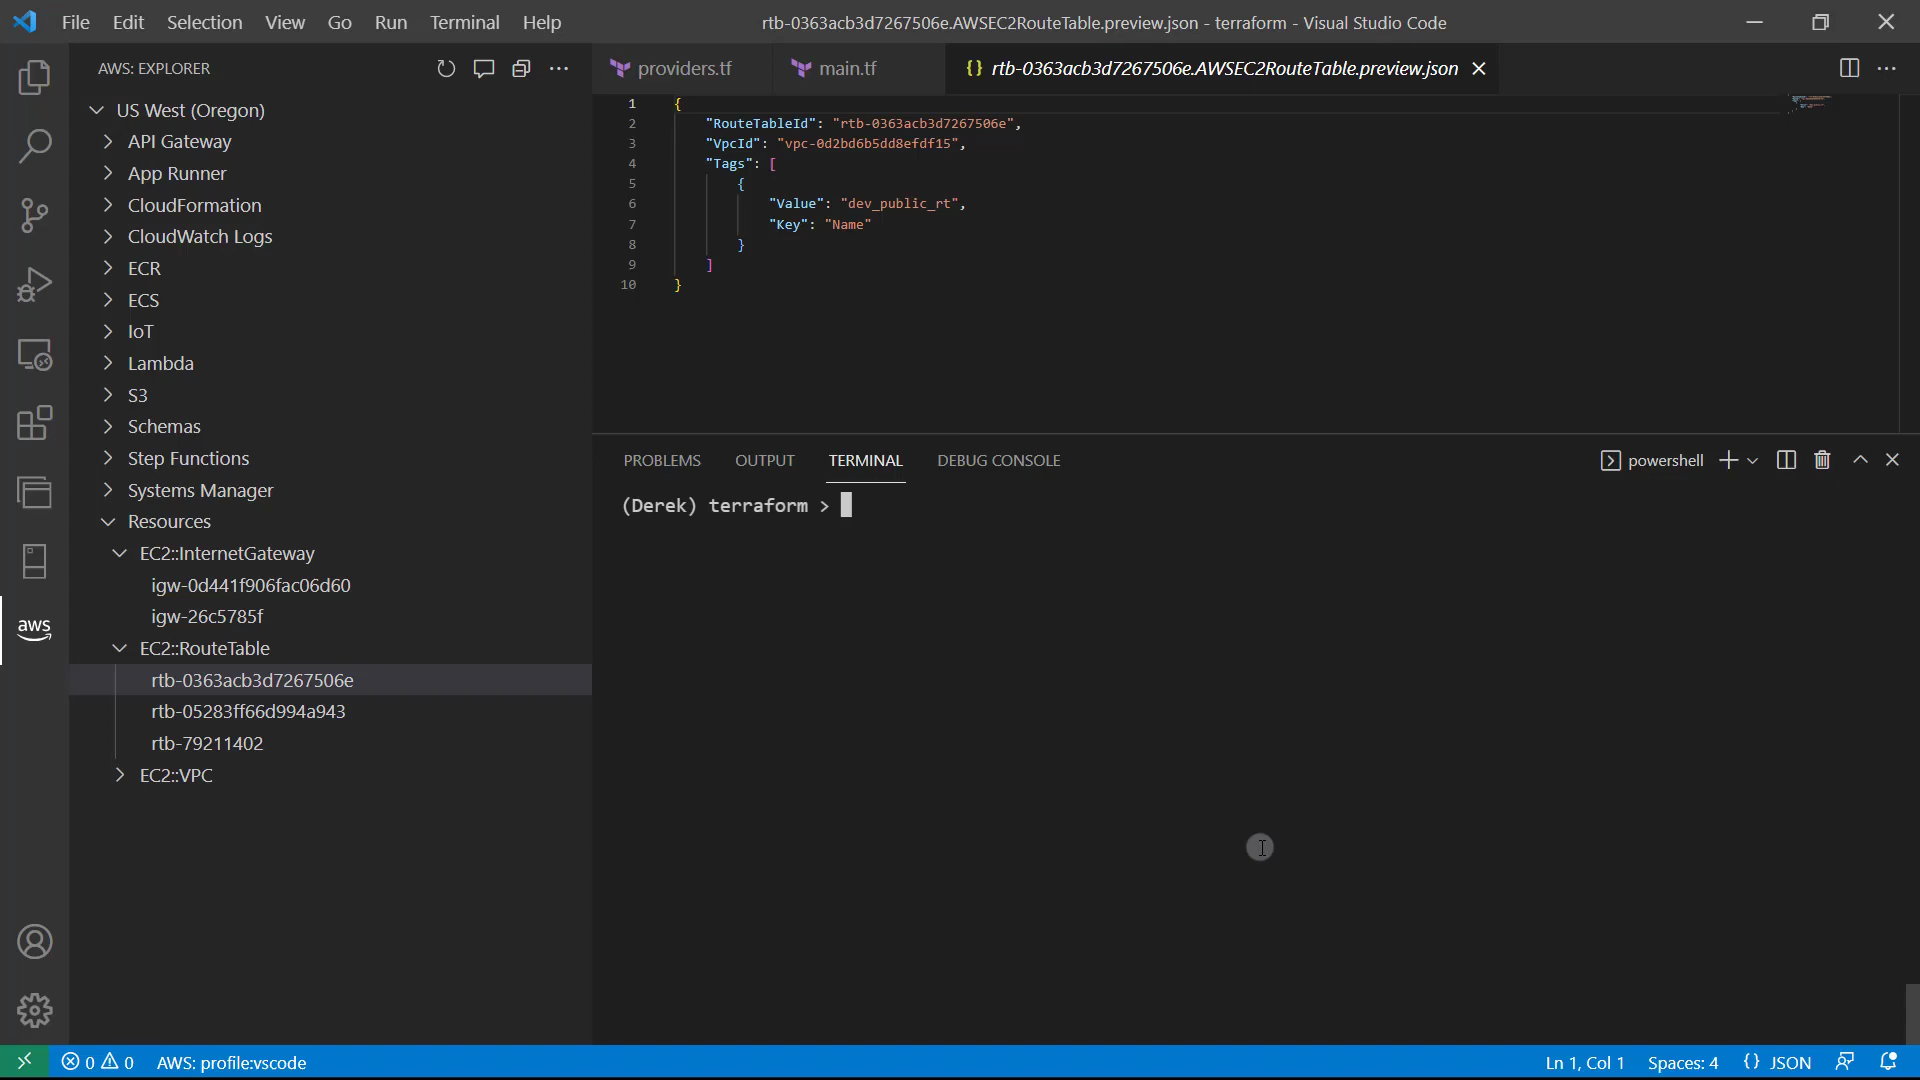 File Edit Selection View Go Run Terminal Help
rtb-0363acb3d7267506e.AWSEC2RouteTable.preview.json - terraform - Visual Studio Code
AWS: EXPLORER
US West (Oregon)
API Gateway
App Runner
CloudFormation
CloudWatch Logs
ECR
ECS
IoT
Lambda
S3
Schemas
Step Functions
Systems Manager
Resources
EC2::InternetGateway
igw-0d441f906fac06d60
igw-26c5785f
EC2::RouteTable
rtb-0363acb3d7267506e
rtb-05283ff66d994a943
rtb-79211402
EC2::VPC
aws
providers.tf
main.tf
{} rtb-0363acb3d7267506e.AWSEC2RouteTable.preview.json
1 {
2 "RouteTableId": "rtb-0363acb3d7267506e",
3 "VpcId": "vpc-0d2bd6b5dd8efdf15",
4 "Tags": [
5 {
6 "Value": "dev_public_rt",
7 "Key": "Name"
8 }
9 ]
10 }
PROBLEMS OUTPUT TERMINAL DEBUG CONSOLE
powershell
(Derek) terraform >
0 0 AWS: profile:vscode
Ln 1, Col 1 Spaces: 4 {} JSON